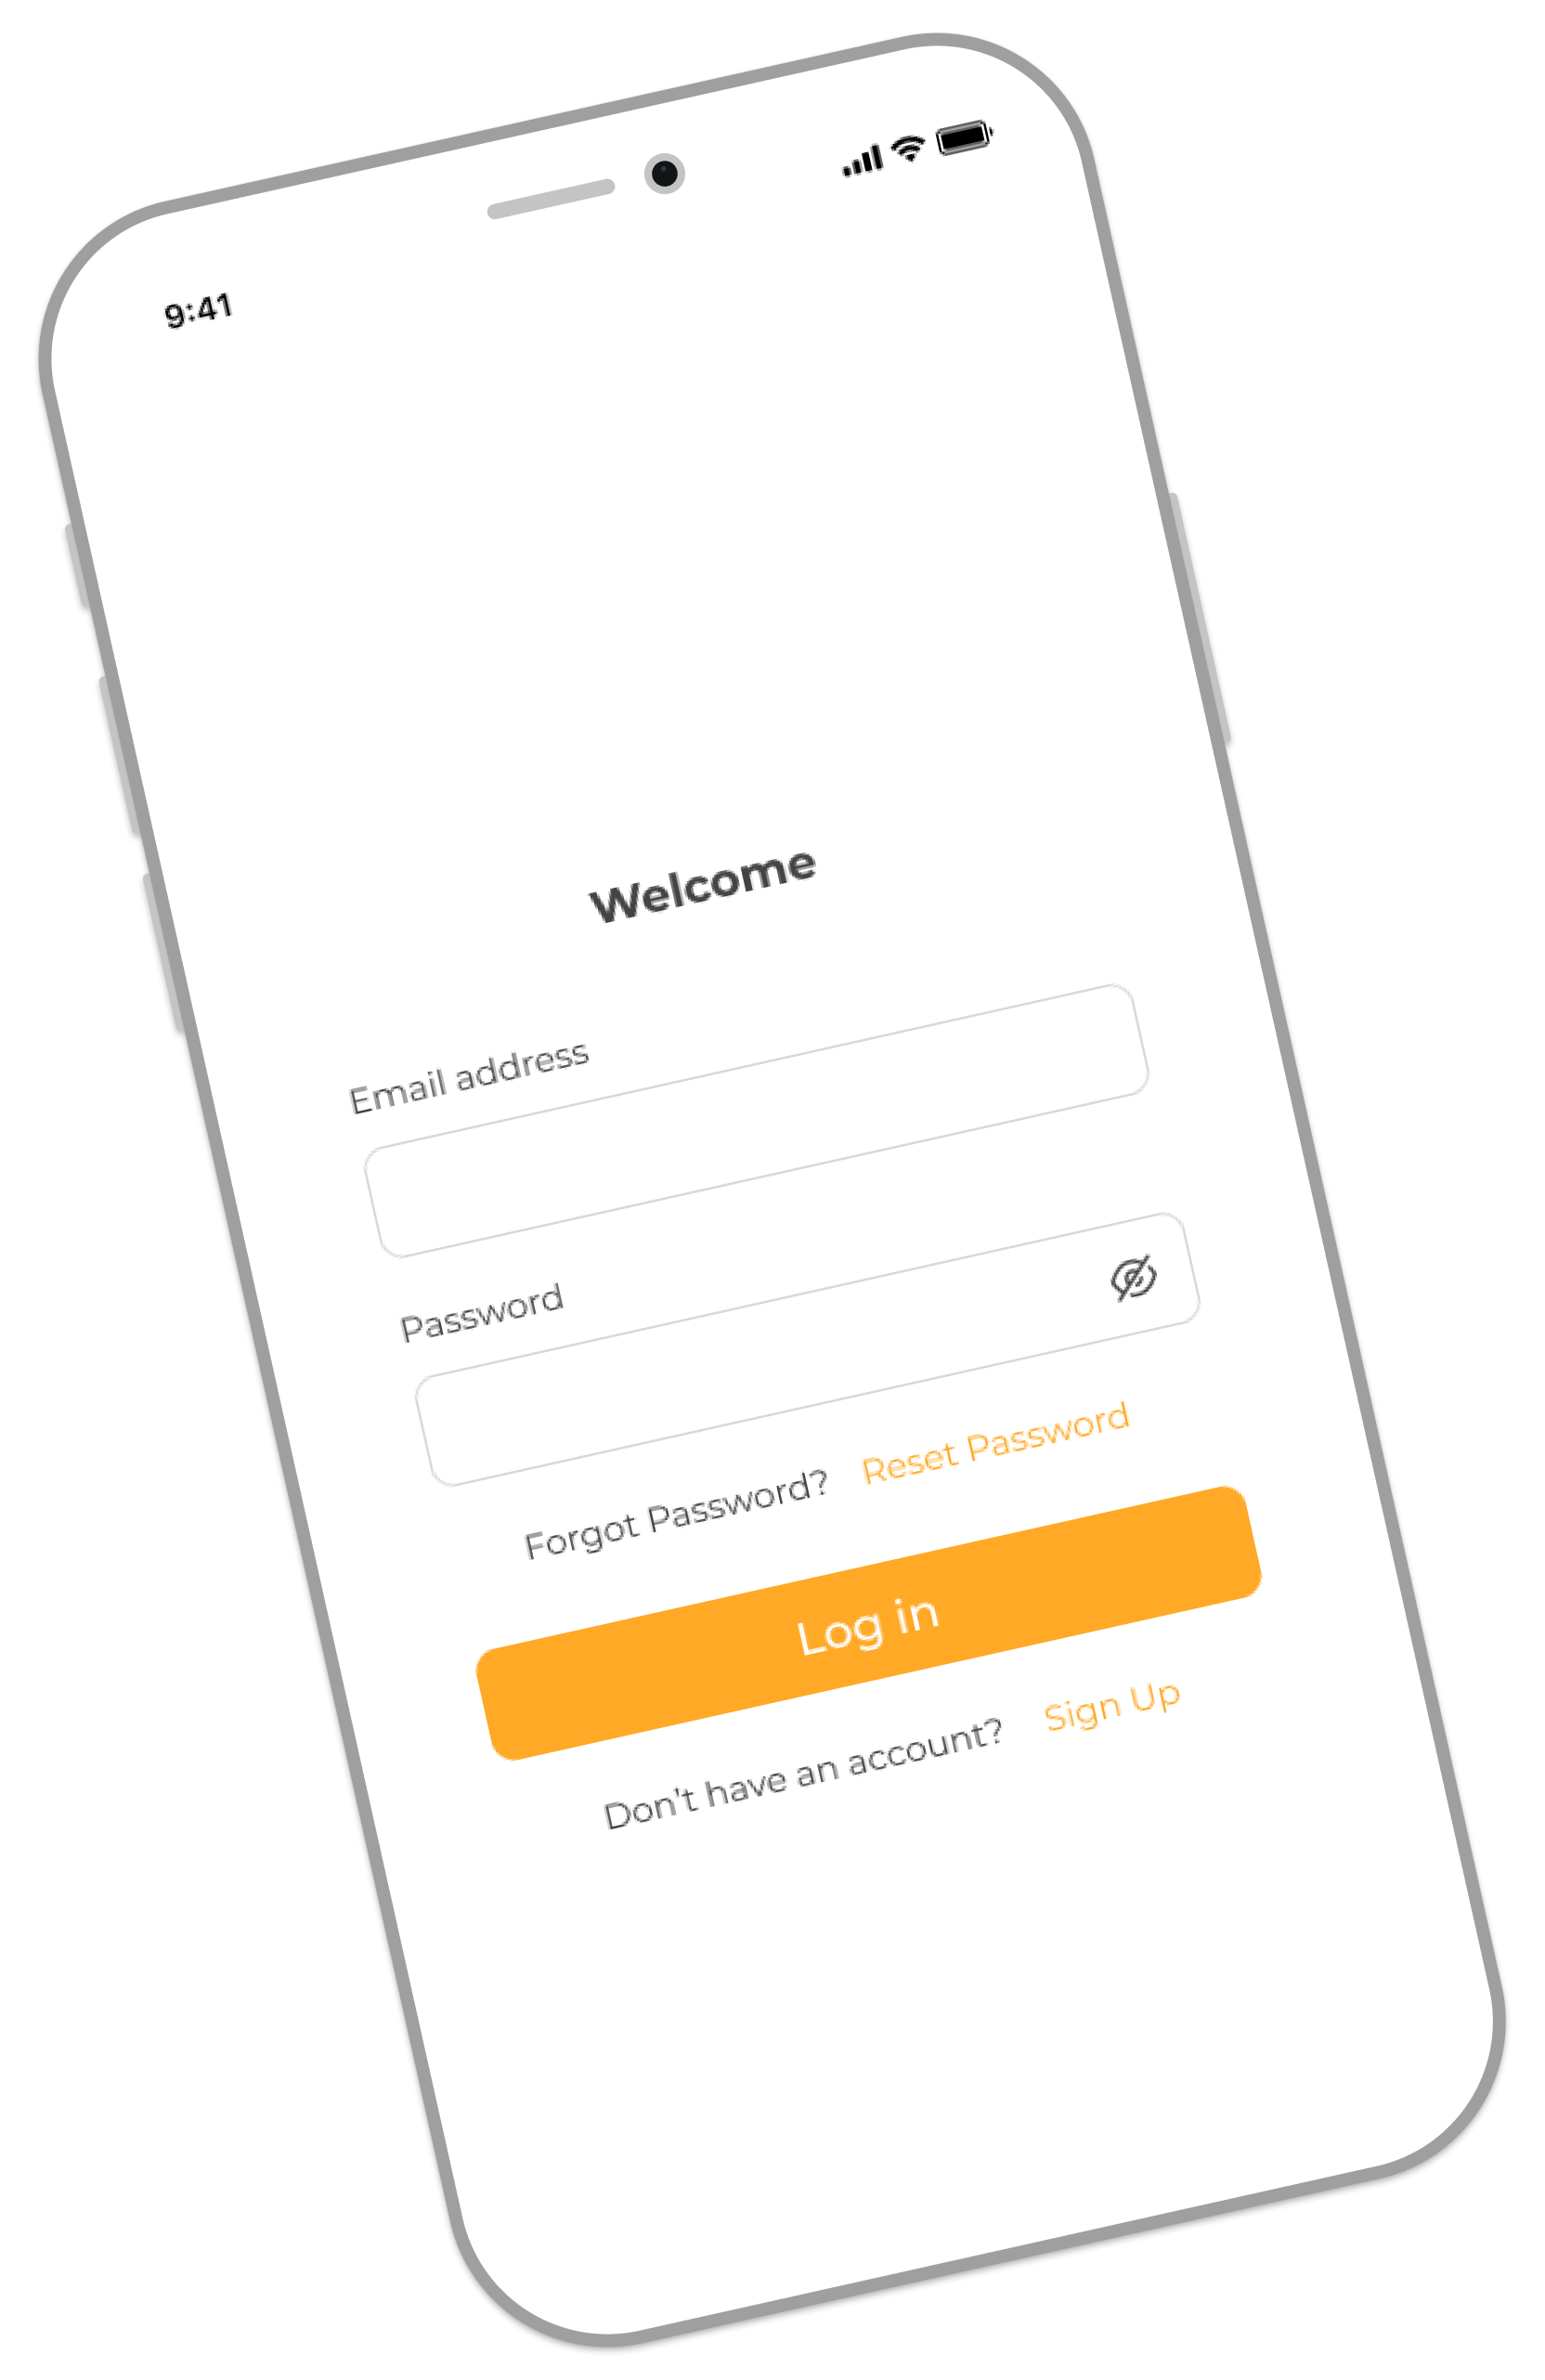 9:41
Welcome
Email address
Password
Forgot Password? Reset Password
Log in
Don't have an account? Sign Up